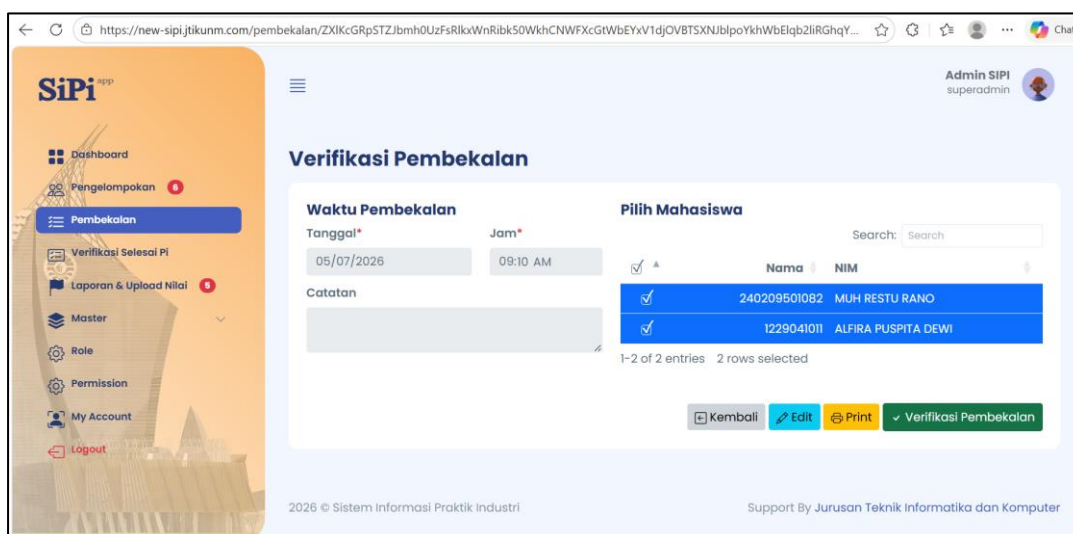 https://new-sipi.jtikunm.com/pembekalan/
Chat
SiPi app
Dashboard
Pengelompokan 6
Pembekalan
Verifikasi Selesai Pi
Laporan & Upload Nilai 5
Master
Role
Permission
My Account
Logout
Admin SIPI
superadmin
Verifikasi Pembekalan
Waktu Pembekalan
Tanggal* Jam*
05/07/2026 09:10 AM
Catatan
Pilih Mahasiswa
Search: Search
Nama NIM
240209501082 MUH RESTU RANO
1229041011 ALFIRA PUSPITA DEWI
1-2 of 2 entries 2 rows selected
Kembali Edit Print Verifikasi Pembekalan
2026 © Sistem Informasi Praktik Industri
Support By Jurusan Teknik Informatika dan Komputer